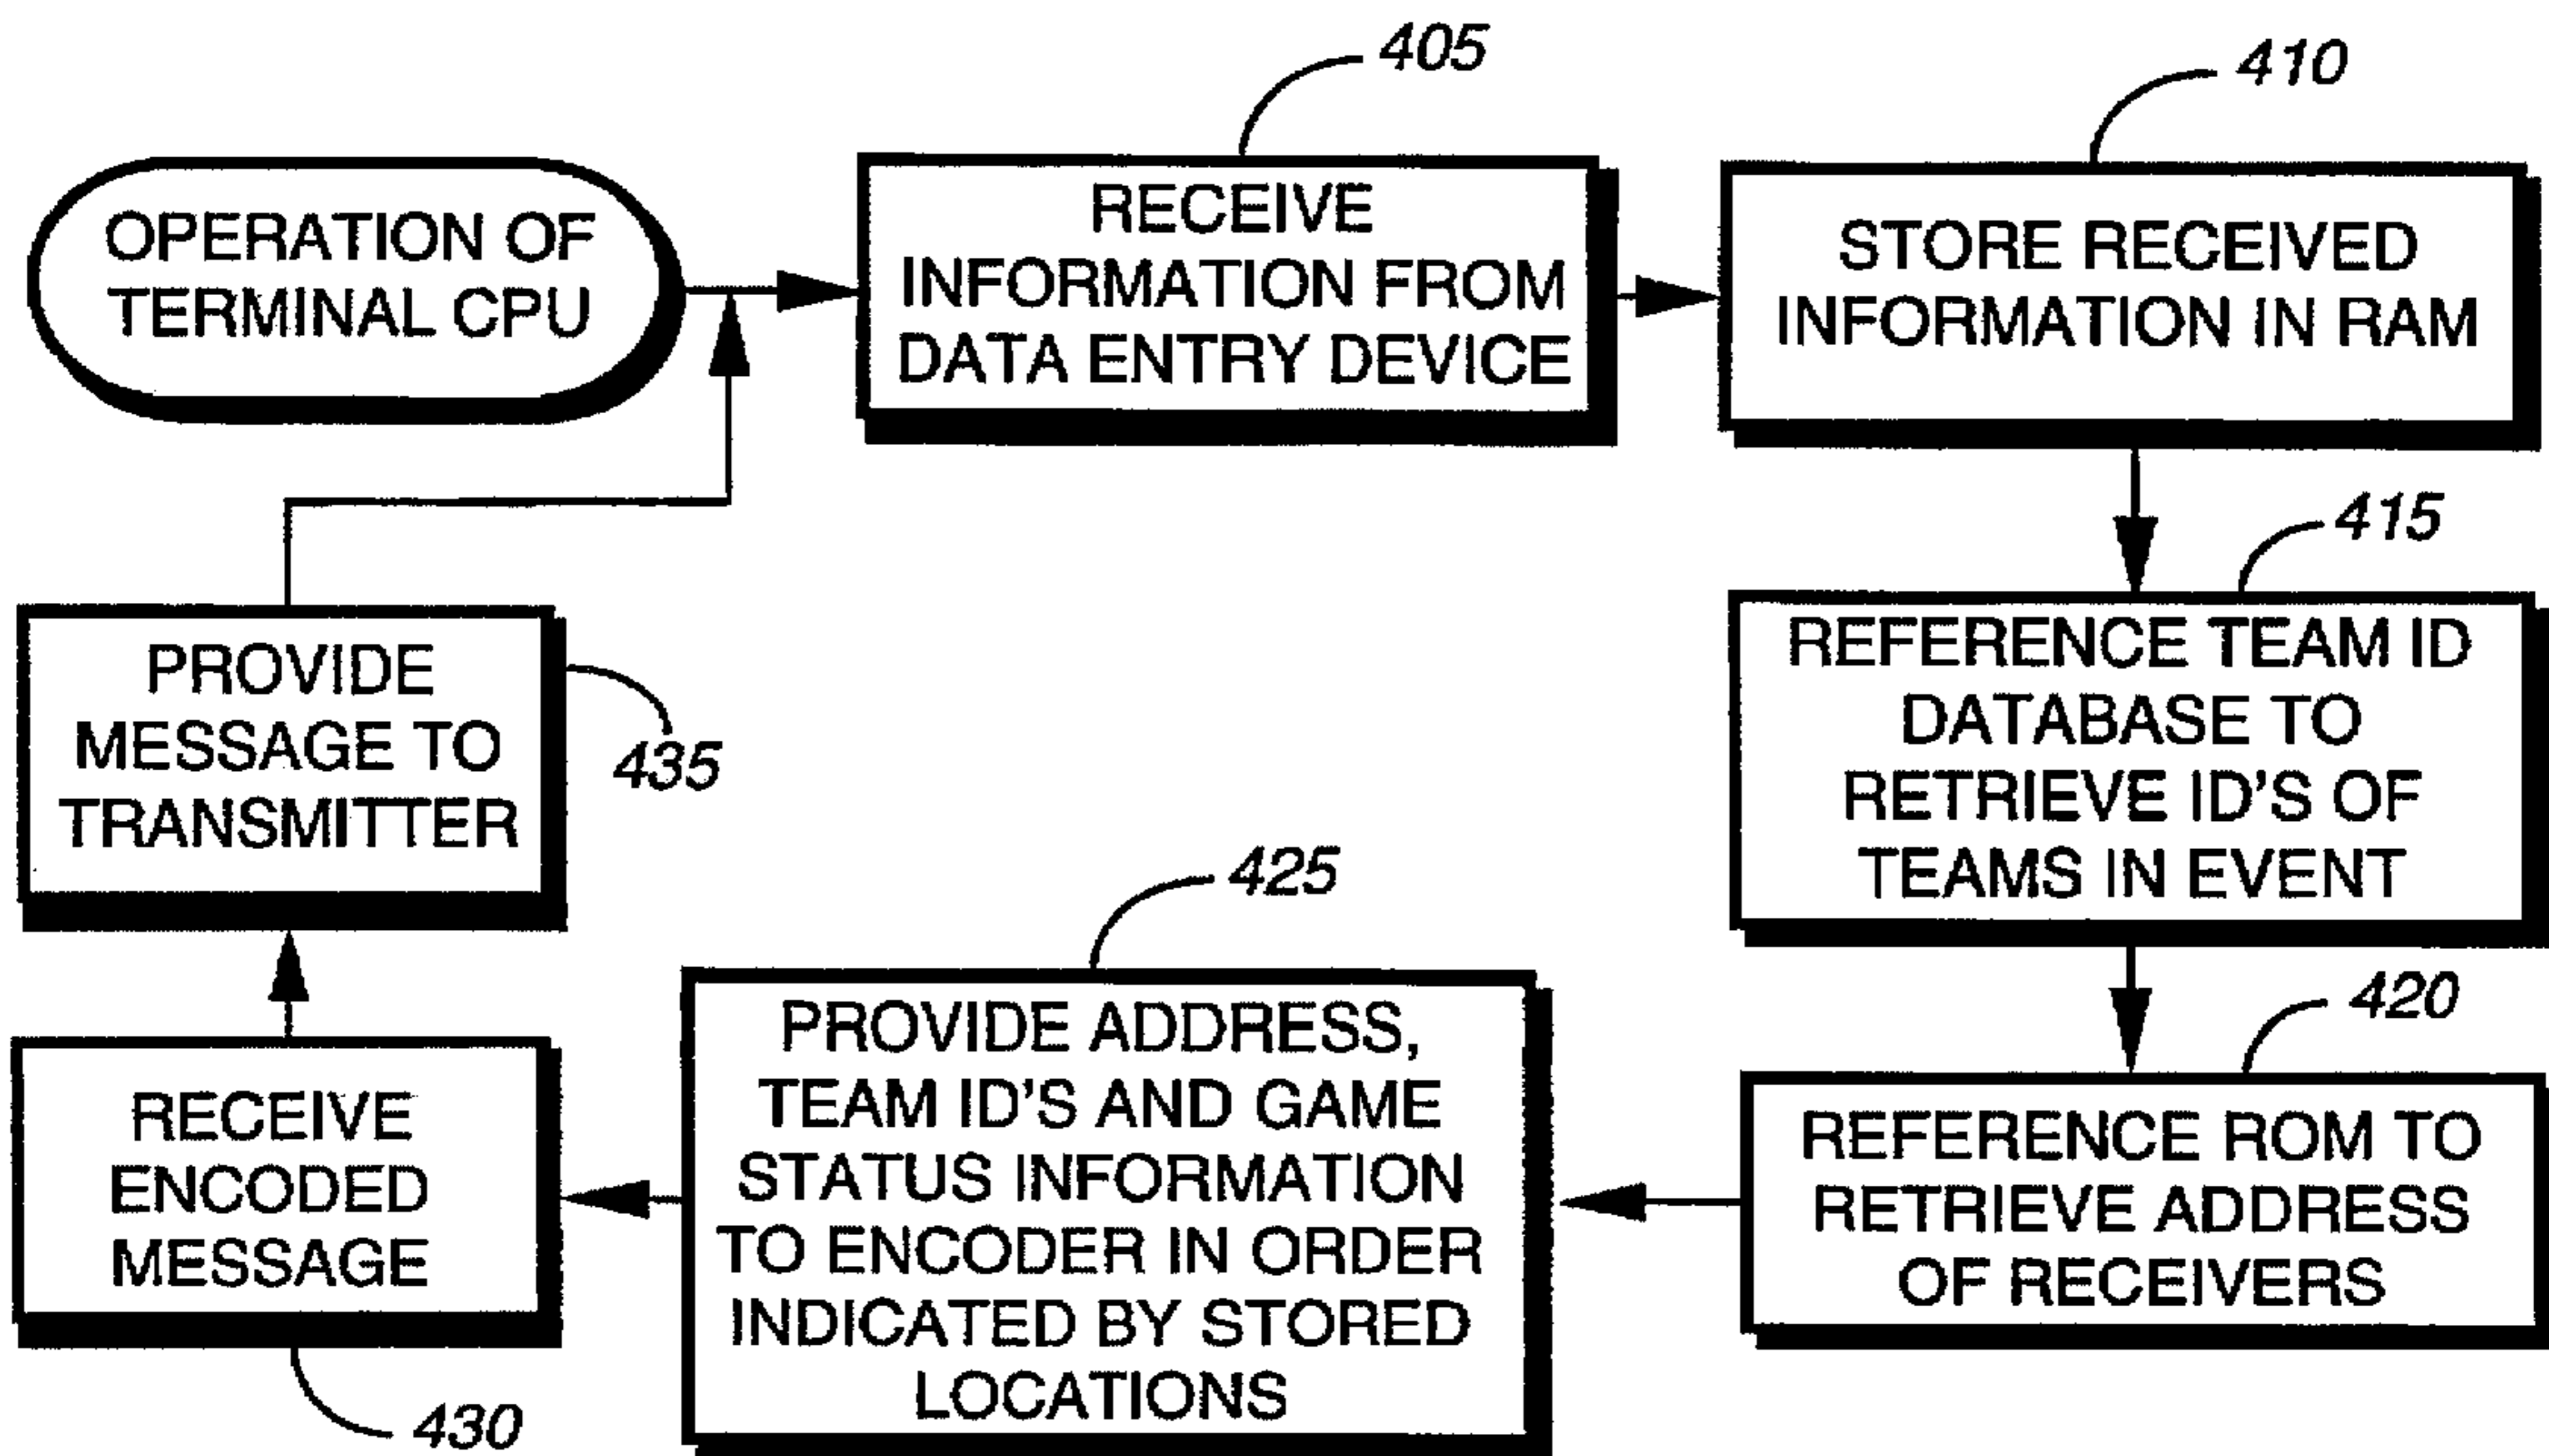 OPERATION OF
TERMINAL CPU
405
RECEIVE
INFORMATION FROM
DATA ENTRY DEVICE
410
STORE RECEIVED
INFORMATION IN RAM
415
REFERENCE TEAM ID
DATABASE TO
RETRIEVE ID'S OF
TEAMS IN EVENT
420
REFERENCE ROM TO
RETRIEVE ADDRESS
OF RECEIVERS
425
PROVIDE ADDRESS,
TEAM ID'S AND GAME
STATUS INFORMATION
TO ENCODER IN ORDER
INDICATED BY STORED
LOCATIONS
RECEIVE
ENCODED
MESSAGE
430
PROVIDE
MESSAGE TO
TRANSMITTER
435